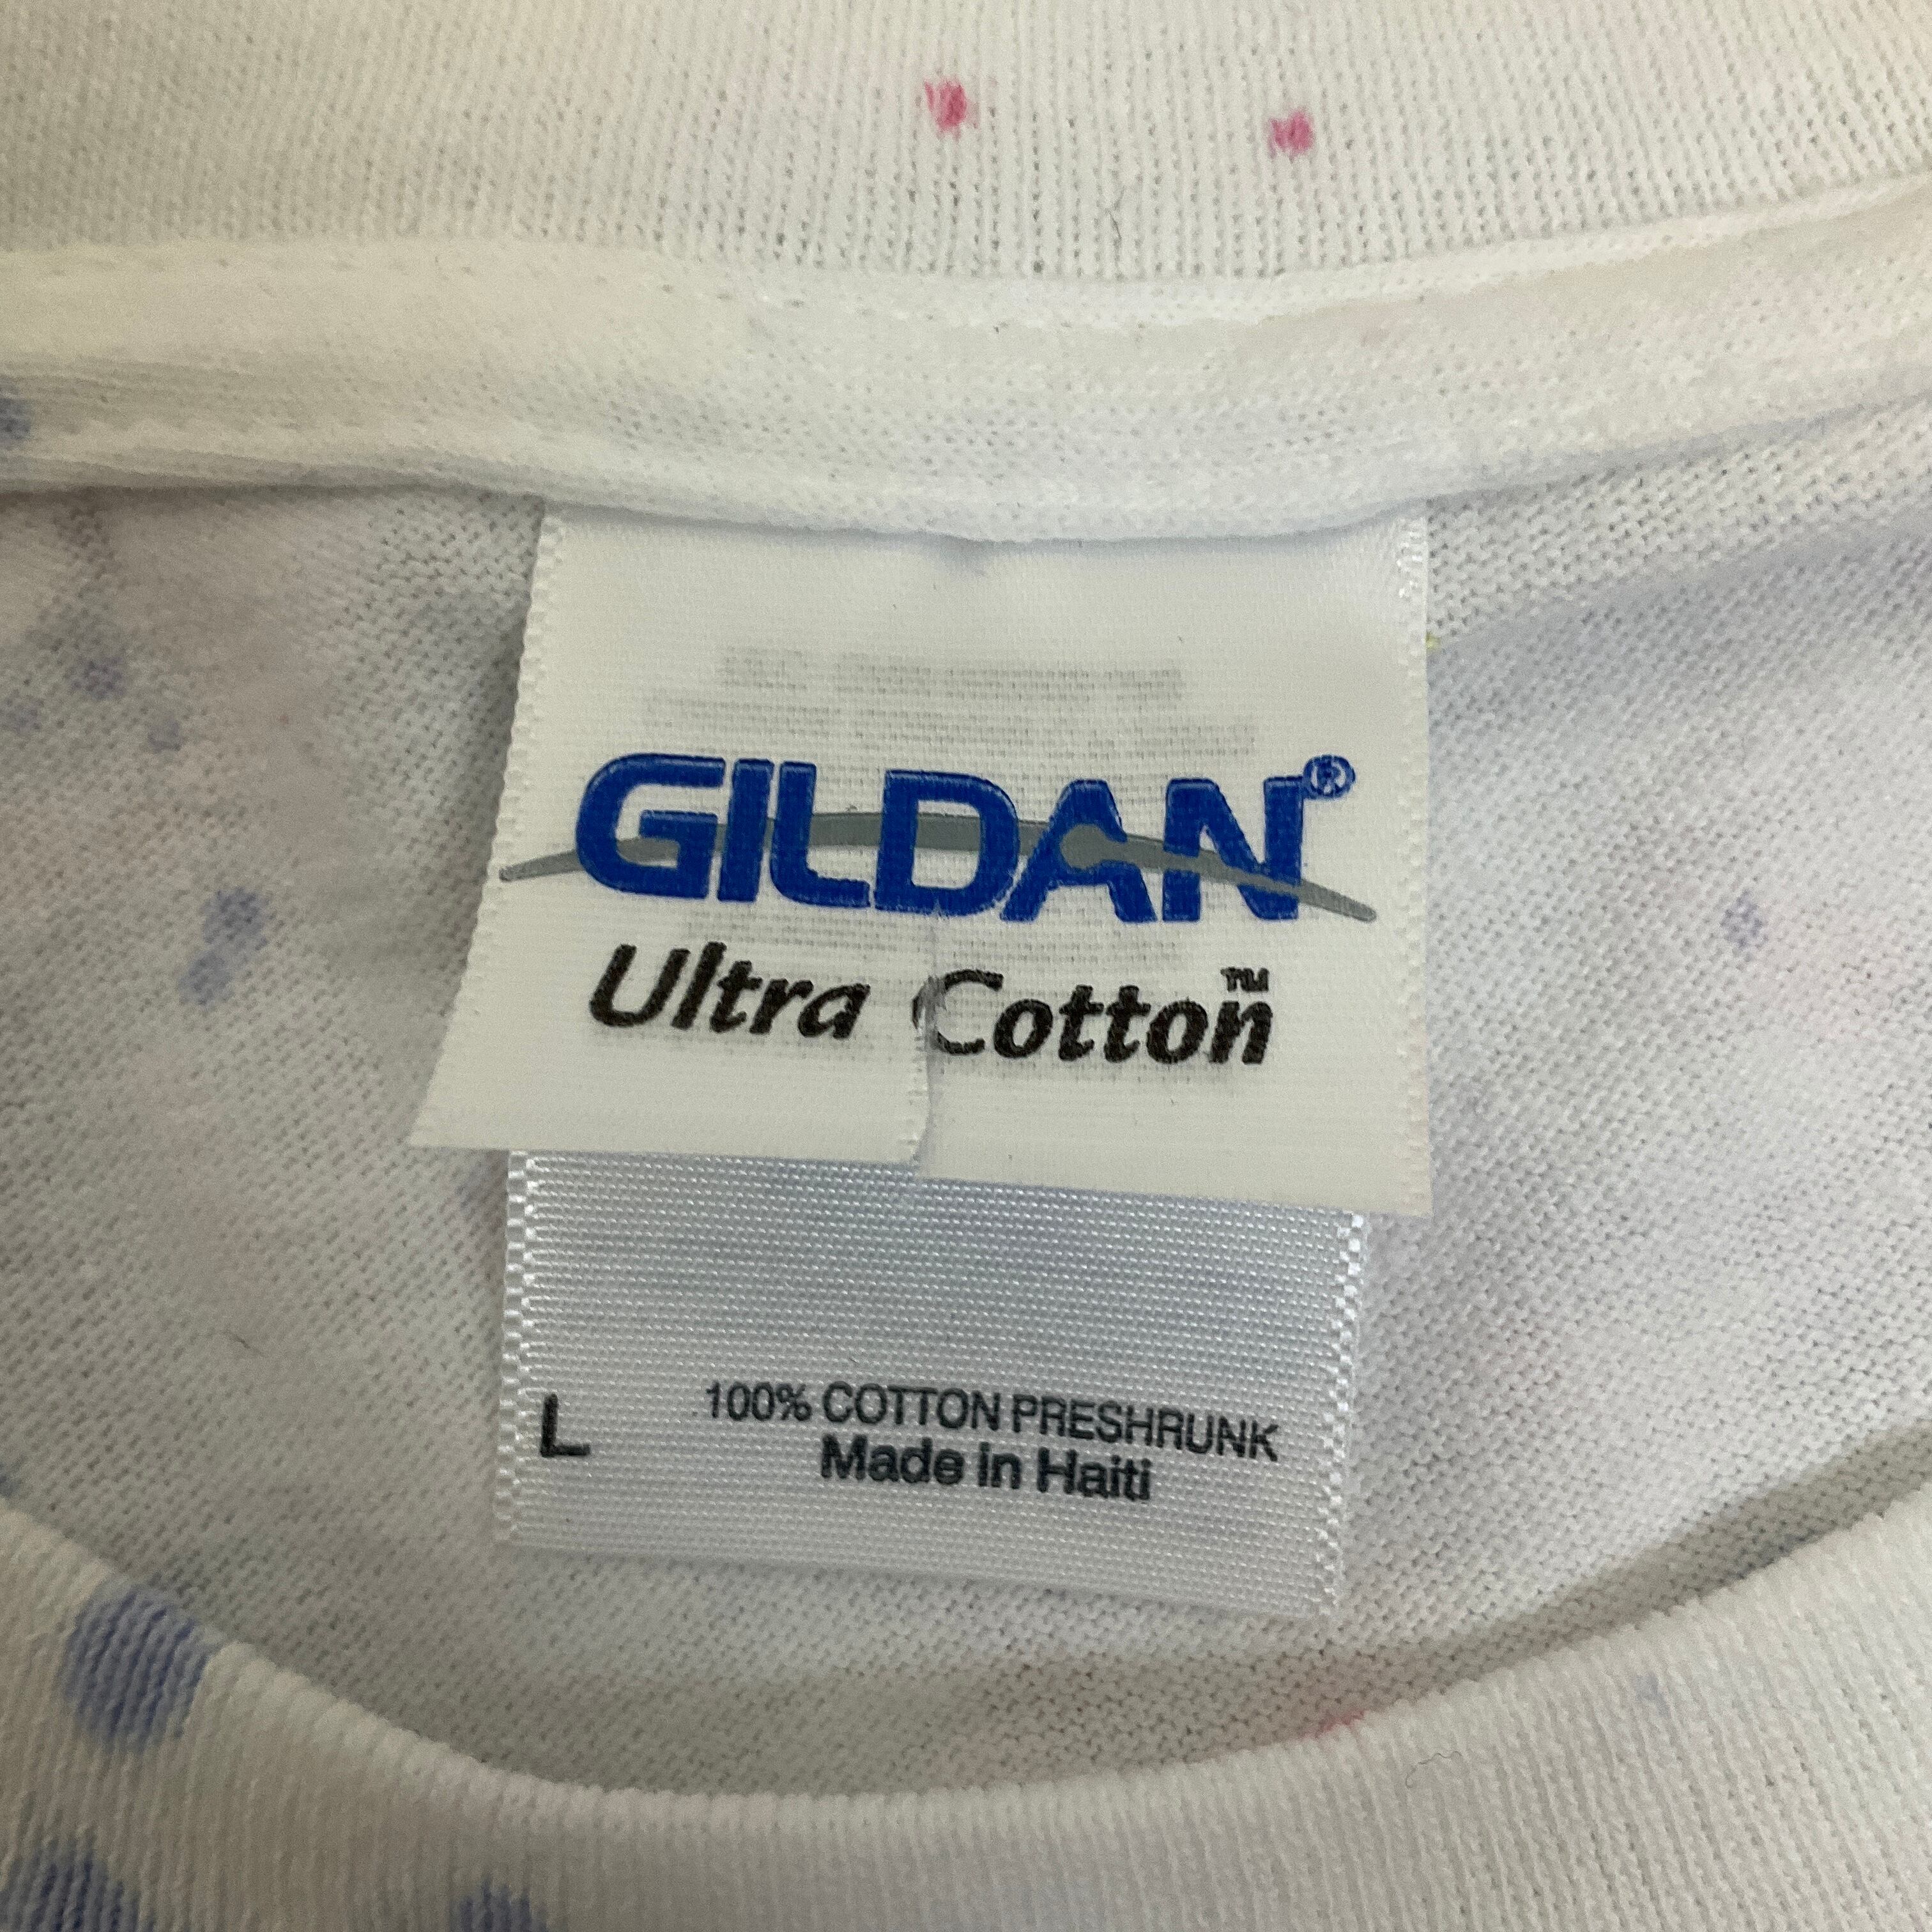 GILDAN®
Ultra Cotton™
L
100% COTTON PRESHRUNK
Made in Haiti